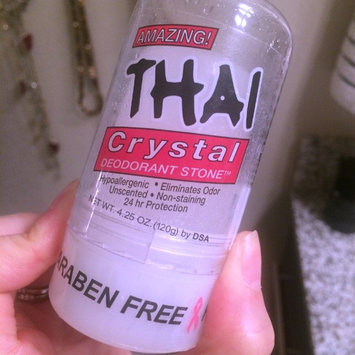 AMAZING!
THAI
Crystal
DEODORANT STONE™
Hypoallergenic • Eliminates Odor
Unscented • Non-staining
24 hr Protection
NET WT. 4.25 OZ. (120g) by DSA
PARABEN FREE